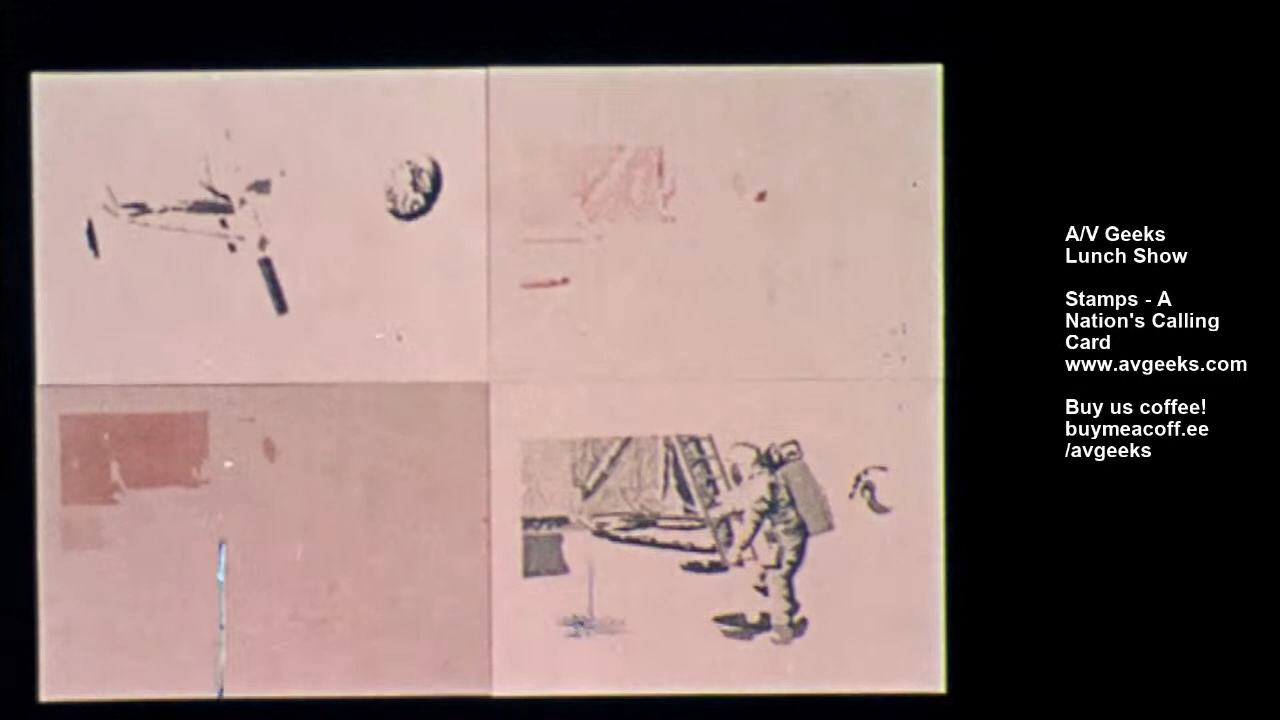 A/V Geeks
Lunch Show
Stamps - A
Nation's Calling
Card
www.avgeeks.com
Buy us coffee!
buymeacoff.ee
/avgeeks